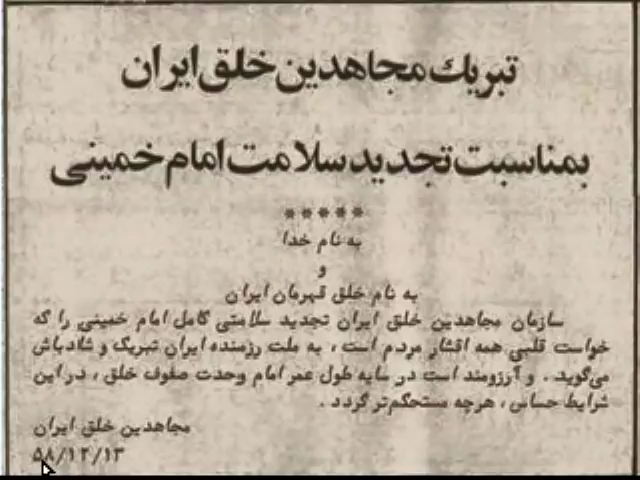 تبریك مجاهدین خلق ایران
بمناسبت تجدید سلامت امام خمینی
*****
به نام خدا
و
به نام خلق قهرمان ایران
سازمان مجاهدین خلق ایران تجدید سلامتی کامل امام خمینی را که
خواست قلبی همه اقشار مردم است ، به ملت رزمنده ایران تبریک و شادباش
می‌گوید . و آرزومند است در سایه طول عمر امام وحدت صفوف خلق ، در این
شرایط حساس ، هرچه مستحکم‌تر گردد .
مجاهدین خلق ایران
۵۸/۱۲/۱۳